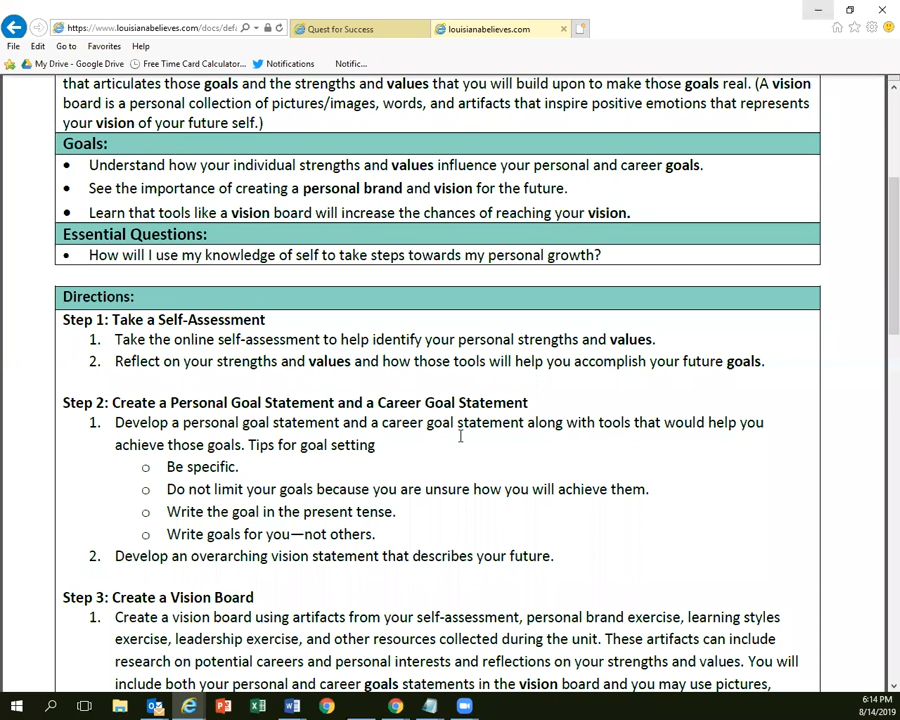 https://www.louisianabelieves.com/docs/defa
Quest for Success
louisianabelieves.com
File Edit Go to Favorites Help
My Drive - Google Drive
Free Time Card Calculator...
Notifications
Notific...
that articulates those goals and the strengths and values that you will build upon to make those goals real. (A vision
board is a personal collection of pictures/images, words, and artifacts that inspire positive emotions that represents
your vision of your future self.)
Goals:
• Understand how your individual strengths and values influence your personal and career goals.
• See the importance of creating a personal brand and vision for the future.
• Learn that tools like a vision board will increase the chances of reaching your vision.
Essential Questions:
• How will I use my knowledge of self to take steps towards my personal growth?
Directions:
Step 1: Take a Self-Assessment
1. Take the online self-assessment to help identify your personal strengths and values.
2. Reflect on your strengths and values and how those tools will help you accomplish your future goals.
Step 2: Create a Personal Goal Statement and a Career Goal Statement
1. Develop a personal goal statement and a career goal statement along with tools that would help you
achieve those goals. Tips for goal setting
o Be specific.
o Do not limit your goals because you are unsure how you will achieve them.
o Write the goal in the present tense.
o Write goals for you—not others.
2. Develop an overarching vision statement that describes your future.
Step 3: Create a Vision Board
1. Create a vision board using artifacts from your self-assessment, personal brand exercise, learning styles
exercise, leadership exercise, and other resources collected during the unit. These artifacts can include
research on potential careers and personal interests and reflections on your strengths and values. You will
include both your personal and career goals statements in the vision board and you may use pictures,
6:14 PM
8/14/2019